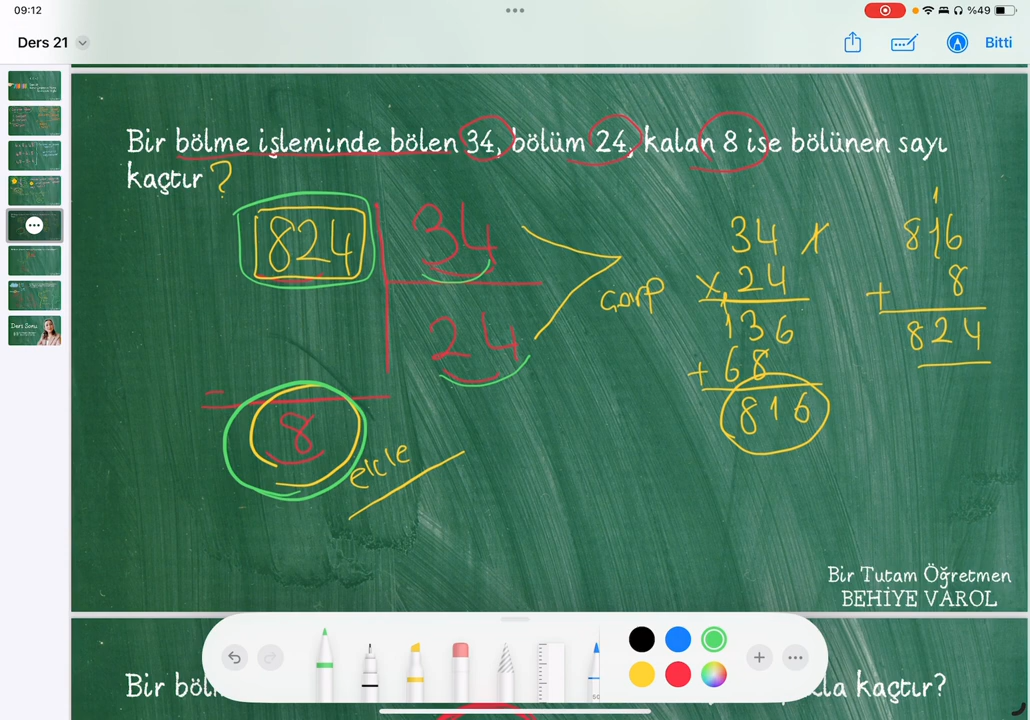 09:12
%49
Ders 21
Bitti
Bir bölme işleminde bölen 34, bölüm 24, kalan 8 ise bölünen sayı
kaçtır ?
824
34
24
8
ekle
Çarp
34
x 24
136
+ 68
816
1
816
+ 8
824
Bir Tutam Öğretmen
BEHİYE VAROL
kaçtır?
Ders Sonu